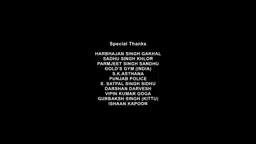 Special Thanks
HARBHAJAN SINGH GAKHAL
SADHU SINGH KHLOR
PARMJEET SINGH SANDHU
GOLD'S GYM (INDIA)
S.K.ASTHANA
PUNJAB POLICE
S. SATPAL SINGH SIDHU
DARSHAN DARVESH
VIPIN KUMAR GOGA
GURBAKSH SINGH (KITTU)
ISHAAN KAPOOR